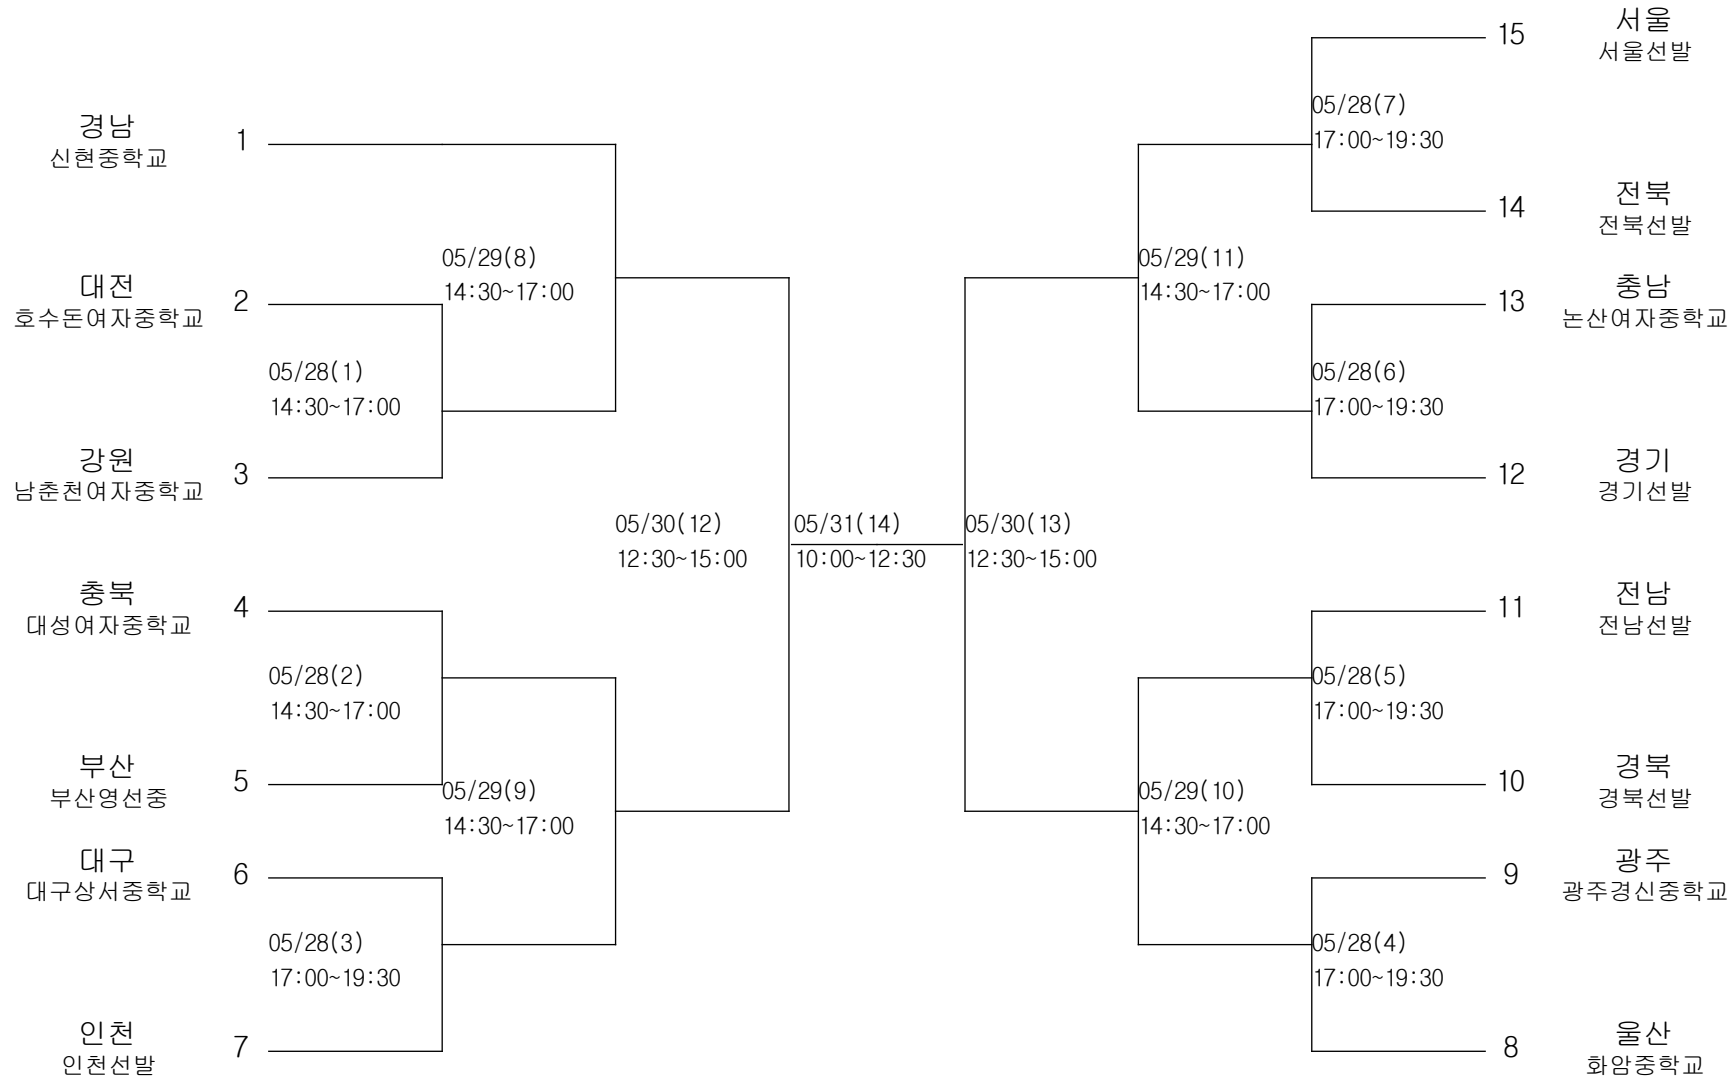 경남
신현중학교
1
05/29(8)
14:30~17:00
대전
호수돈여자중학교
2
05/28(1)
14:30~17:00
강원
남춘천여자중학교
3
05/30(12)
12:30~15:00
충북
대성여자중학교
4
05/28(2)
14:30~17:00
부산
부산영선중
5
05/29(9)
14:30~17:00
대구
대구상서중학교
6
05/28(3)
17:00~19:30
인천
인천선발
7
05/31(14)
10:00~12:30
15
서울
서울선발
05/28(7)
17:00~19:30
14
전북
전북선발
05/29(11)
14:30~17:00
13
충남
논산여자중학교
05/28(6)
17:00~19:30
12
경기
경기선발
05/30(13)
12:30~15:00
11
전남
전남선발
05/28(5)
17:00~19:30
10
경북
경북선발
05/29(10)
14:30~17:00
9
광주
광주경신중학교
05/28(4)
17:00~19:30
8
울산
화암중학교